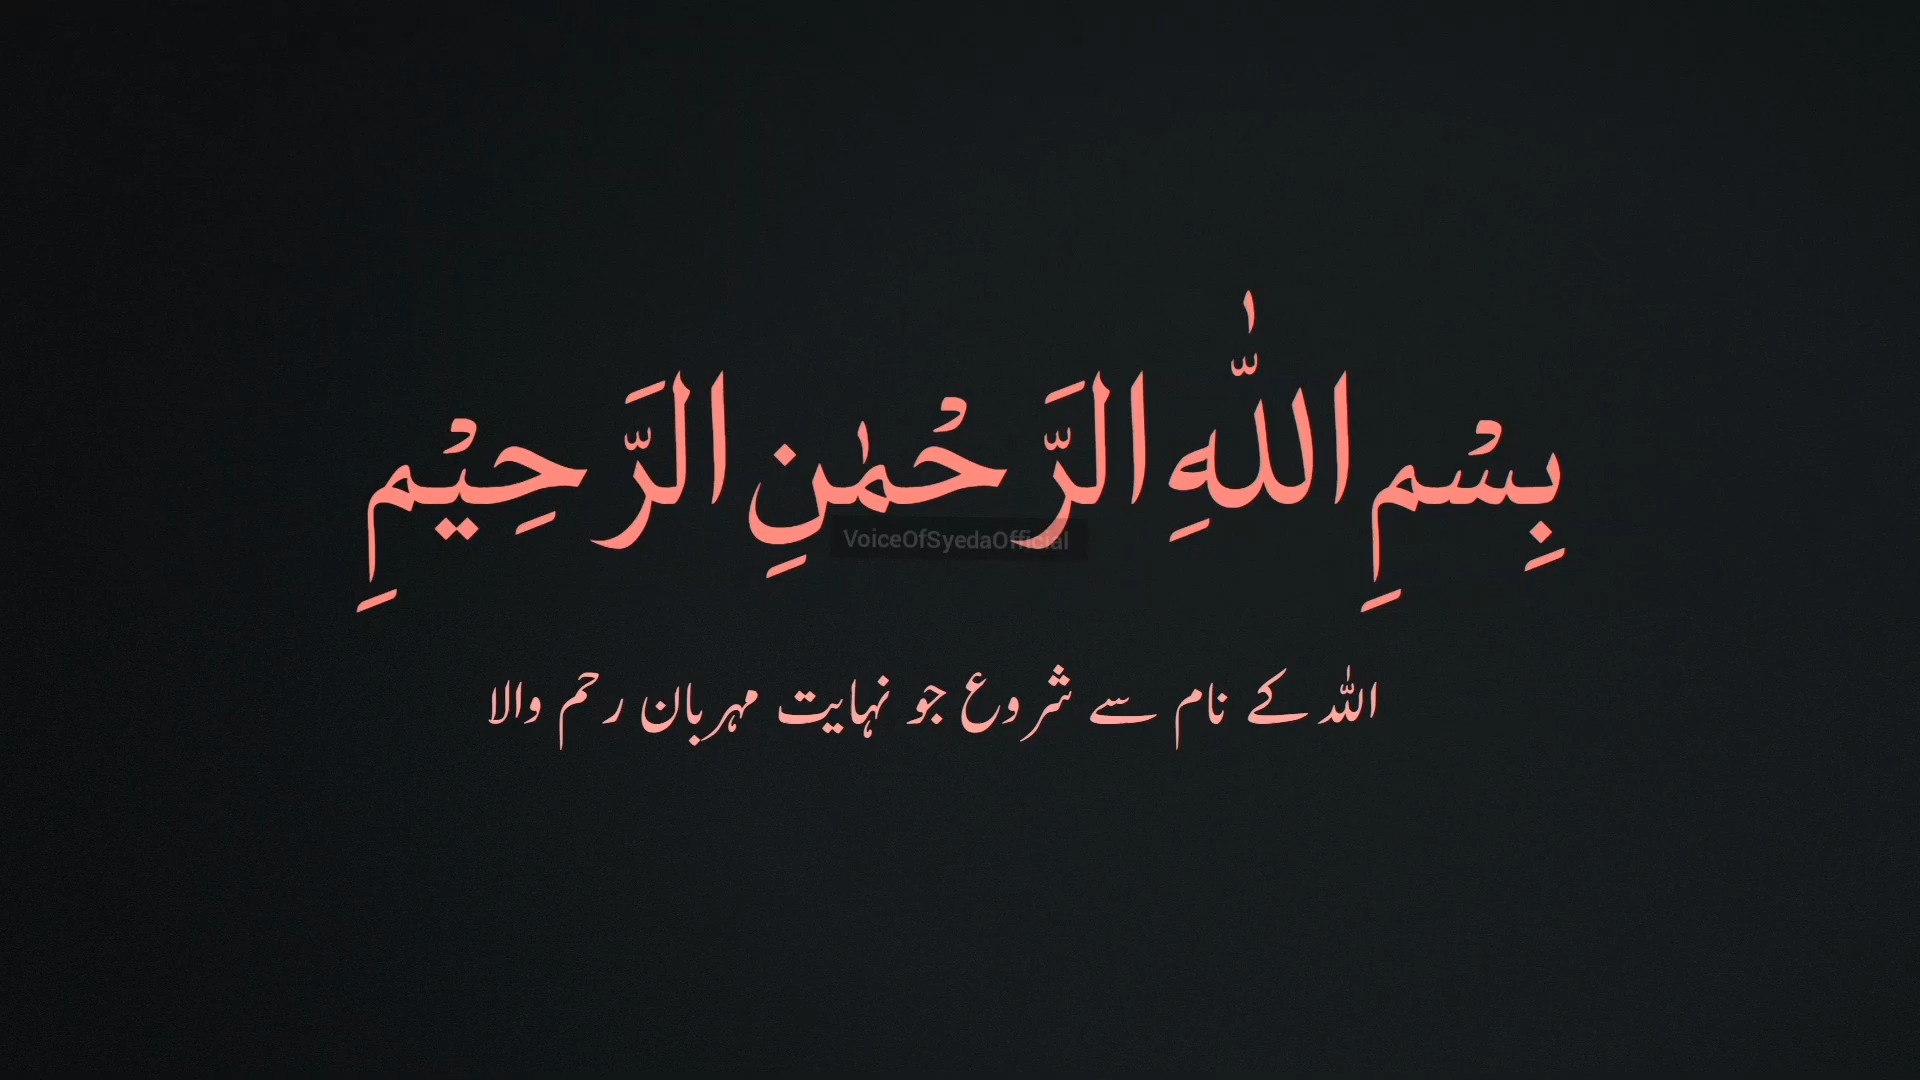 بِسْمِ اللّٰهِ الرَّحْمٰنِ الرَّحِيْمِ
VoiceOfSyedaOfficial
اللہ کے نام سے شروع جو نہایت مہربان رحم والا